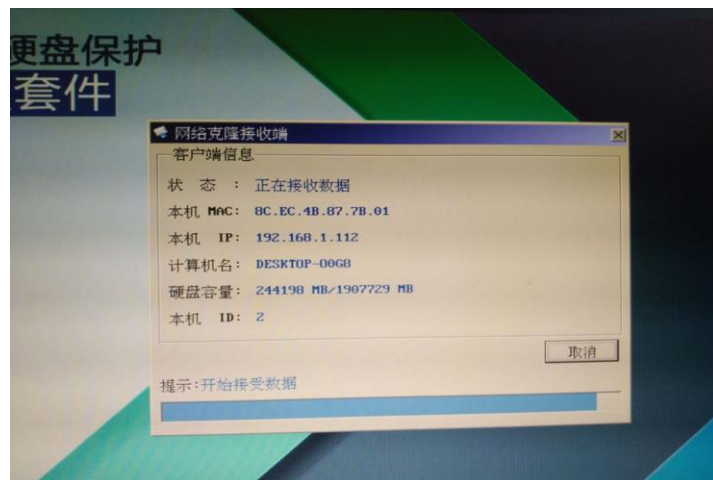 硬盘保护
套件
网络克隆接收端
客户端信息
状 态 : 正在接收数据
本机 MAC: 8C.EC.4B.87.7B.01
本机 IP: 192.168.1.112
计算机名: DESKTOP-00G8
硬盘容量: 244198 MB/1907729 MB
本机 ID: 2
取消
提示:开始接受数据